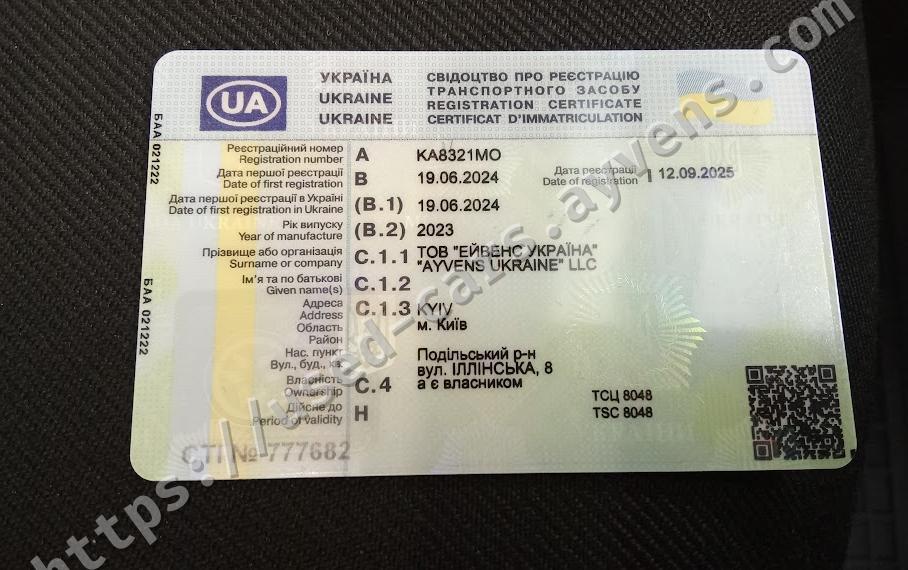 УКРАЇНА
UKRAINE
UKRAINE
UA
СВІДОЦТВО ПРО РЕЄСТРАЦІЮ
ТРАНСПОРТНОГО ЗАСОБУ
REGISTRATION CERTIFICATE
CERTIFICAT D'IMMATRICULATION
БАА 021222
БАА 021222
Реєстраційний номер
Registration number A KA8321MO
Дата першої реєстрації
Date of first registration B 19.06.2024
Дата реєстрації
Date of registration I 12.09.2025
Дата першої реєстрації в Україні
Date of first registration in Ukraine (B.1) 19.06.2024
Рік випуску
Year of manufacture (B.2) 2023
Прізвище або організація
Surname or company C.1.1 ТОВ "ЕЙВЕНС УКРАЇНА"
"AYVENS UKRAINE" LLC
Ім'я та по батькові
Given name(s) C.1.2
Адреса
Address C.1.3 KYIV
Область м. Київ
Район
Нас. пункт Подільський р-н
Вул., буд., кв. вул. ІЛЛІНСЬКА, 8
Власність
Ownership C.4 а є власником
Дійсне до
Period of validity H
ТСЦ 8048
TSC 8048
СТІ № 777682
https://used-cars.ayvens.com